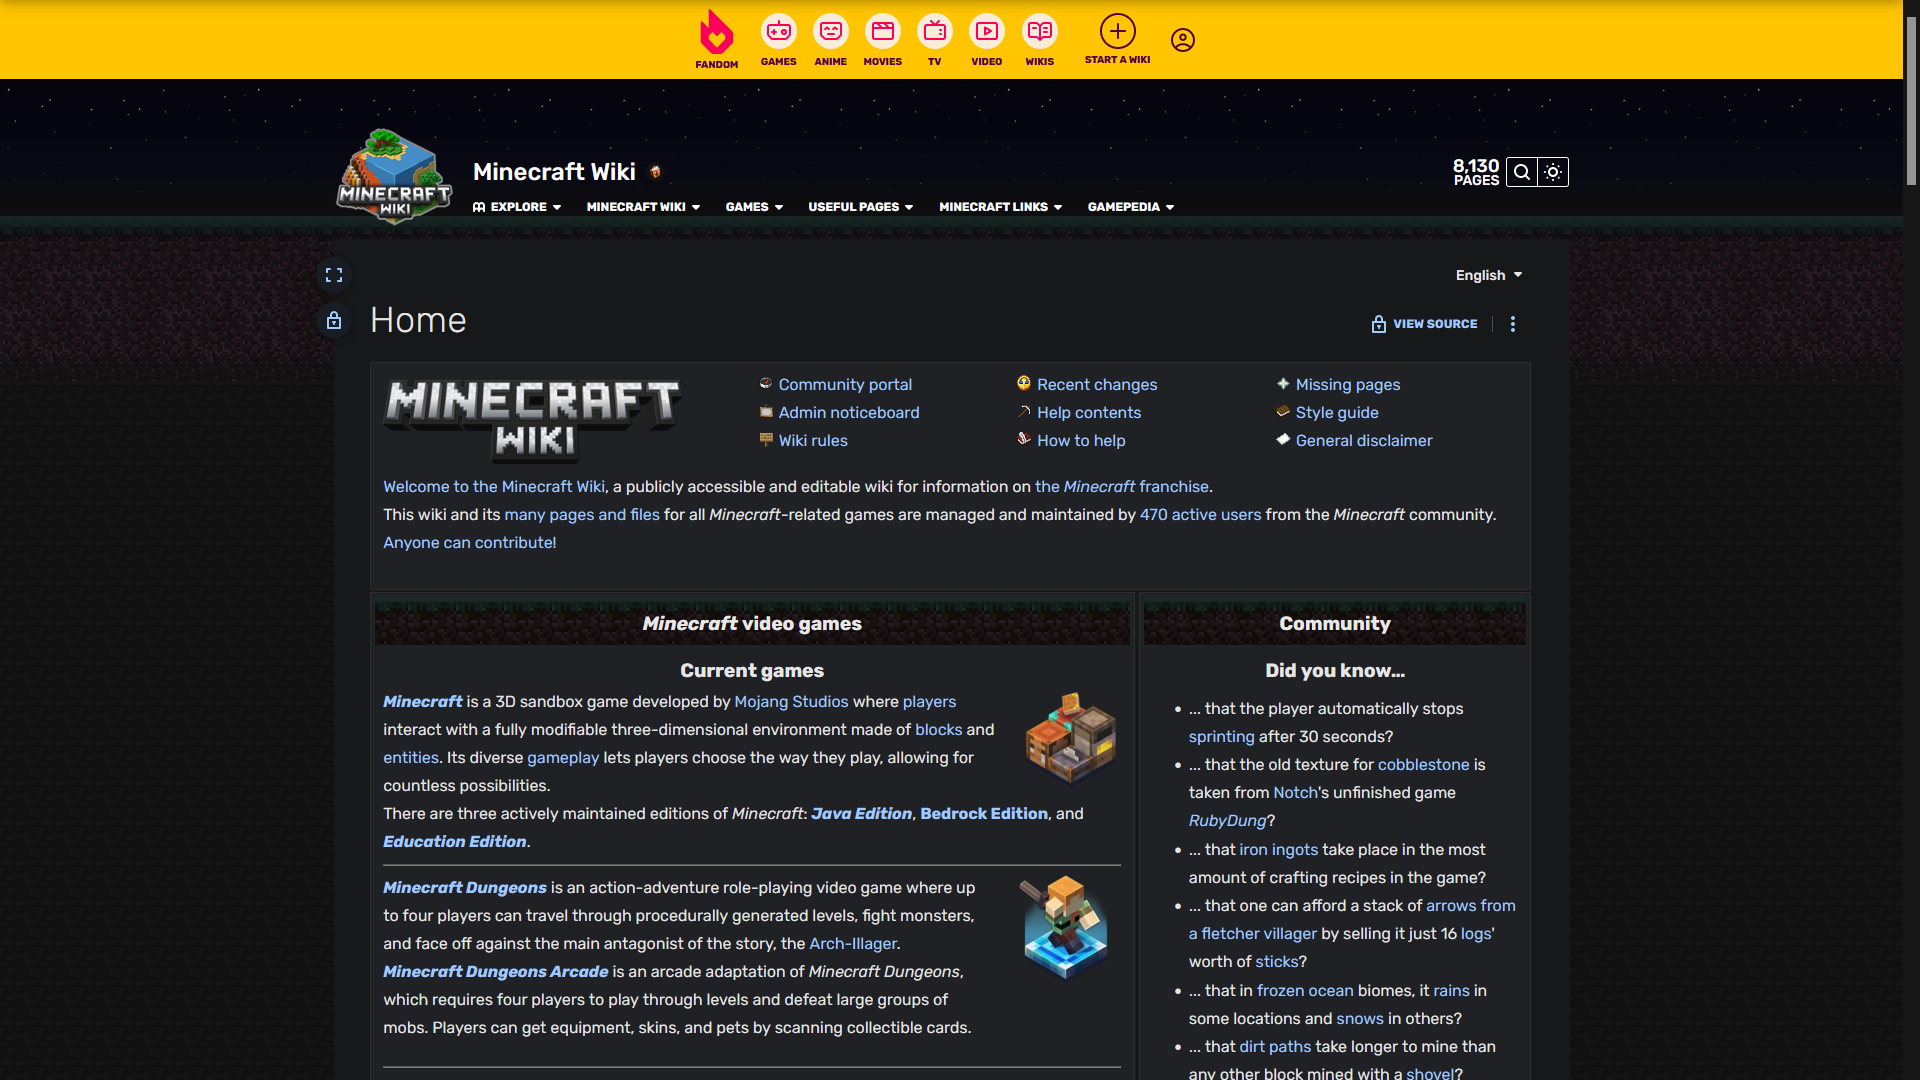 FANDOM
GAMES
ANIME
MOVIES
TV
VIDEO
WIKIS
START A WIKI
MINECRAFT
WIKI
Minecraft Wiki
8,130
PAGES
EXPLORE
MINECRAFT WIKI
GAMES
USEFUL PAGES
MINECRAFT LINKS
GAMEPEDIA
English
Home
VIEW SOURCE
MINECRAFT
WIKI
Community portal
Recent changes
Missing pages
Admin noticeboard
Help contents
Style guide
Wiki rules
How to help
General disclaimer
Welcome to the Minecraft Wiki, a publicly accessible and editable wiki for information on the Minecraft franchise.
This wiki and its many pages and files for all Minecraft-related games are managed and maintained by 470 active users from the Minecraft community.
Anyone can contribute!
Minecraft video games
Current games
Minecraft is a 3D sandbox game developed by Mojang Studios where players
interact with a fully modifiable three-dimensional environment made of blocks and
entities. Its diverse gameplay lets players choose the way they play, allowing for
countless possibilities.
There are three actively maintained editions of Minecraft: Java Edition, Bedrock Edition, and
Education Edition.
Minecraft Dungeons is an action-adventure role-playing video game where up
to four players can travel through procedurally generated levels, fight monsters,
and face off against the main antagonist of the story, the Arch-Illager.
Minecraft Dungeons Arcade is an arcade adaptation of Minecraft Dungeons,
which requires four players to play through levels and defeat large groups of
mobs. Players can get equipment, skins, and pets by scanning collectible cards.
Community
Did you know...
• ... that the player automatically stops
sprinting after 30 seconds?
• ... that the old texture for cobblestone is
taken from Notch's unfinished game
RubyDung?
• ... that iron ingots take place in the most
amount of crafting recipes in the game?
• ... that one can afford a stack of arrows from
a fletcher villager by selling it just 16 logs'
worth of sticks?
• ... that in frozen ocean biomes, it rains in
some locations and snows in others?
• ... that dirt paths take longer to mine than
any other block mined with a shovel?